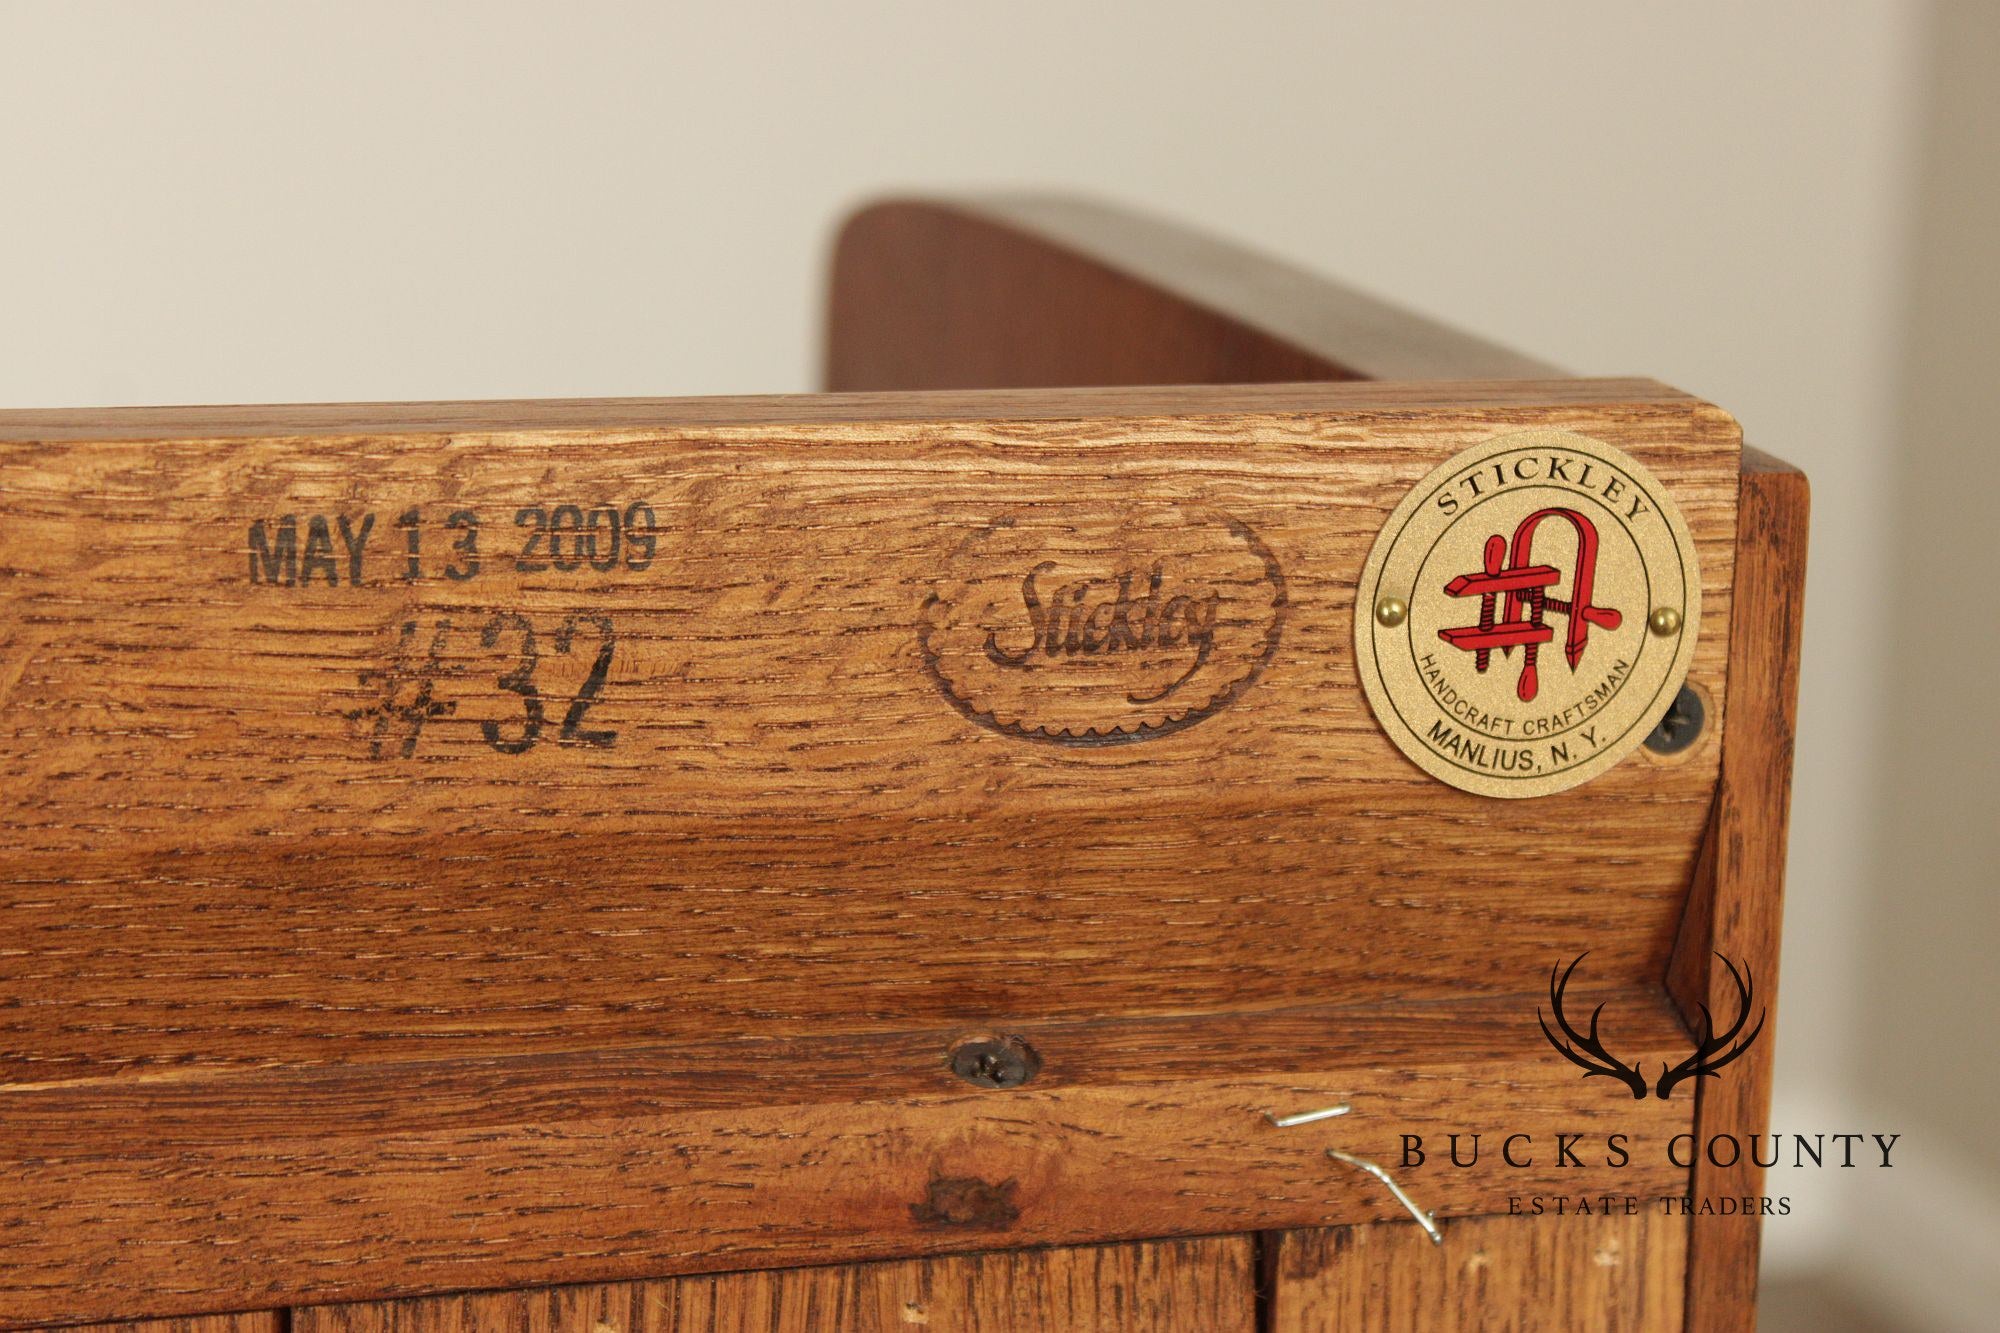 MAY 13 2009
#32
Stickley
STICKLEY
HANDCRAFT CRAFTSMAN
MANLIUS, N. Y.
BUCKS COUNTY
ESTATE TRADERS